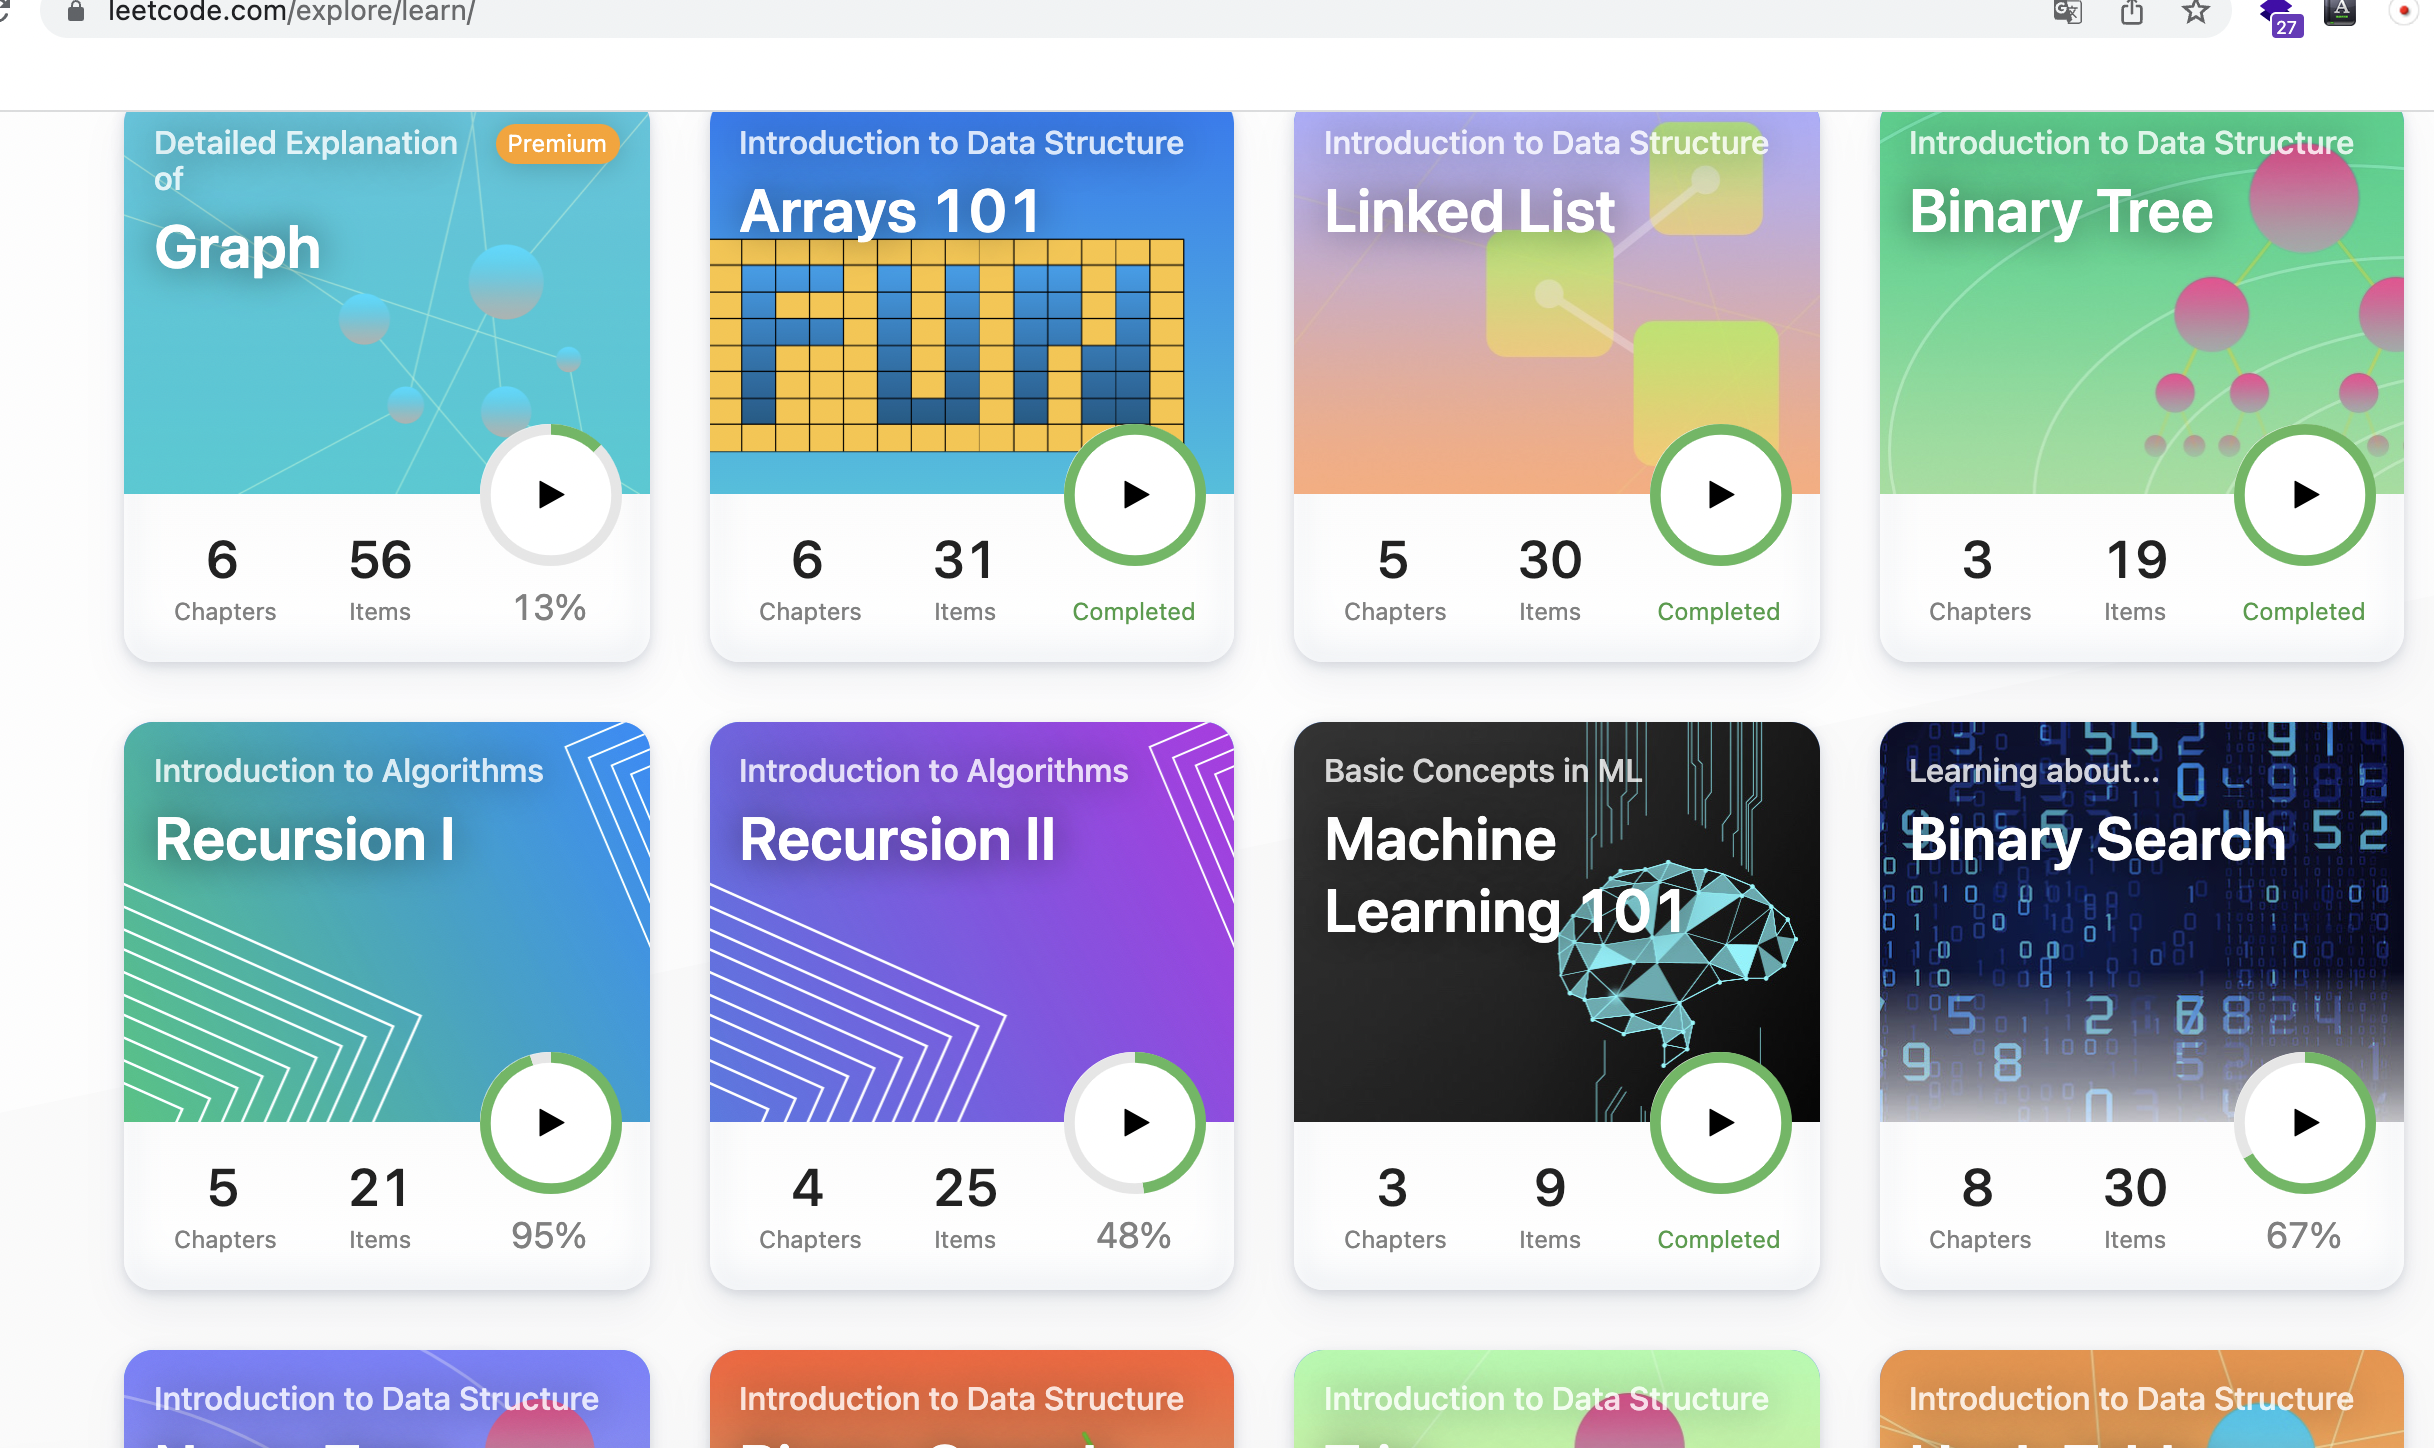 leetcode.com/explore/learn/
27
Detailed Explanation
of
Premium
Graph
6
56
Chapters
Items
13%
Introduction to Data Structure
Arrays 101
FUN
6
31
Chapters
Items
Completed
Introduction to Data Structure
Linked List
5
30
Chapters
Items
Completed
Introduction to Data Structure
Binary Tree
3
19
Chapters
Items
Completed
Introduction to Algorithms
Recursion I
5
21
Chapters
Items
95%
Introduction to Algorithms
Recursion II
4
25
Chapters
Items
48%
Basic Concepts in ML
Machine
Learning 101
3
9
Chapters
Items
Completed
Learning about...
Binary Search
8
30
Chapters
Items
67%
Introduction to Data Structure
Introduction to Data Structure
Introduction to Data Structure
Introduction to Data Structure